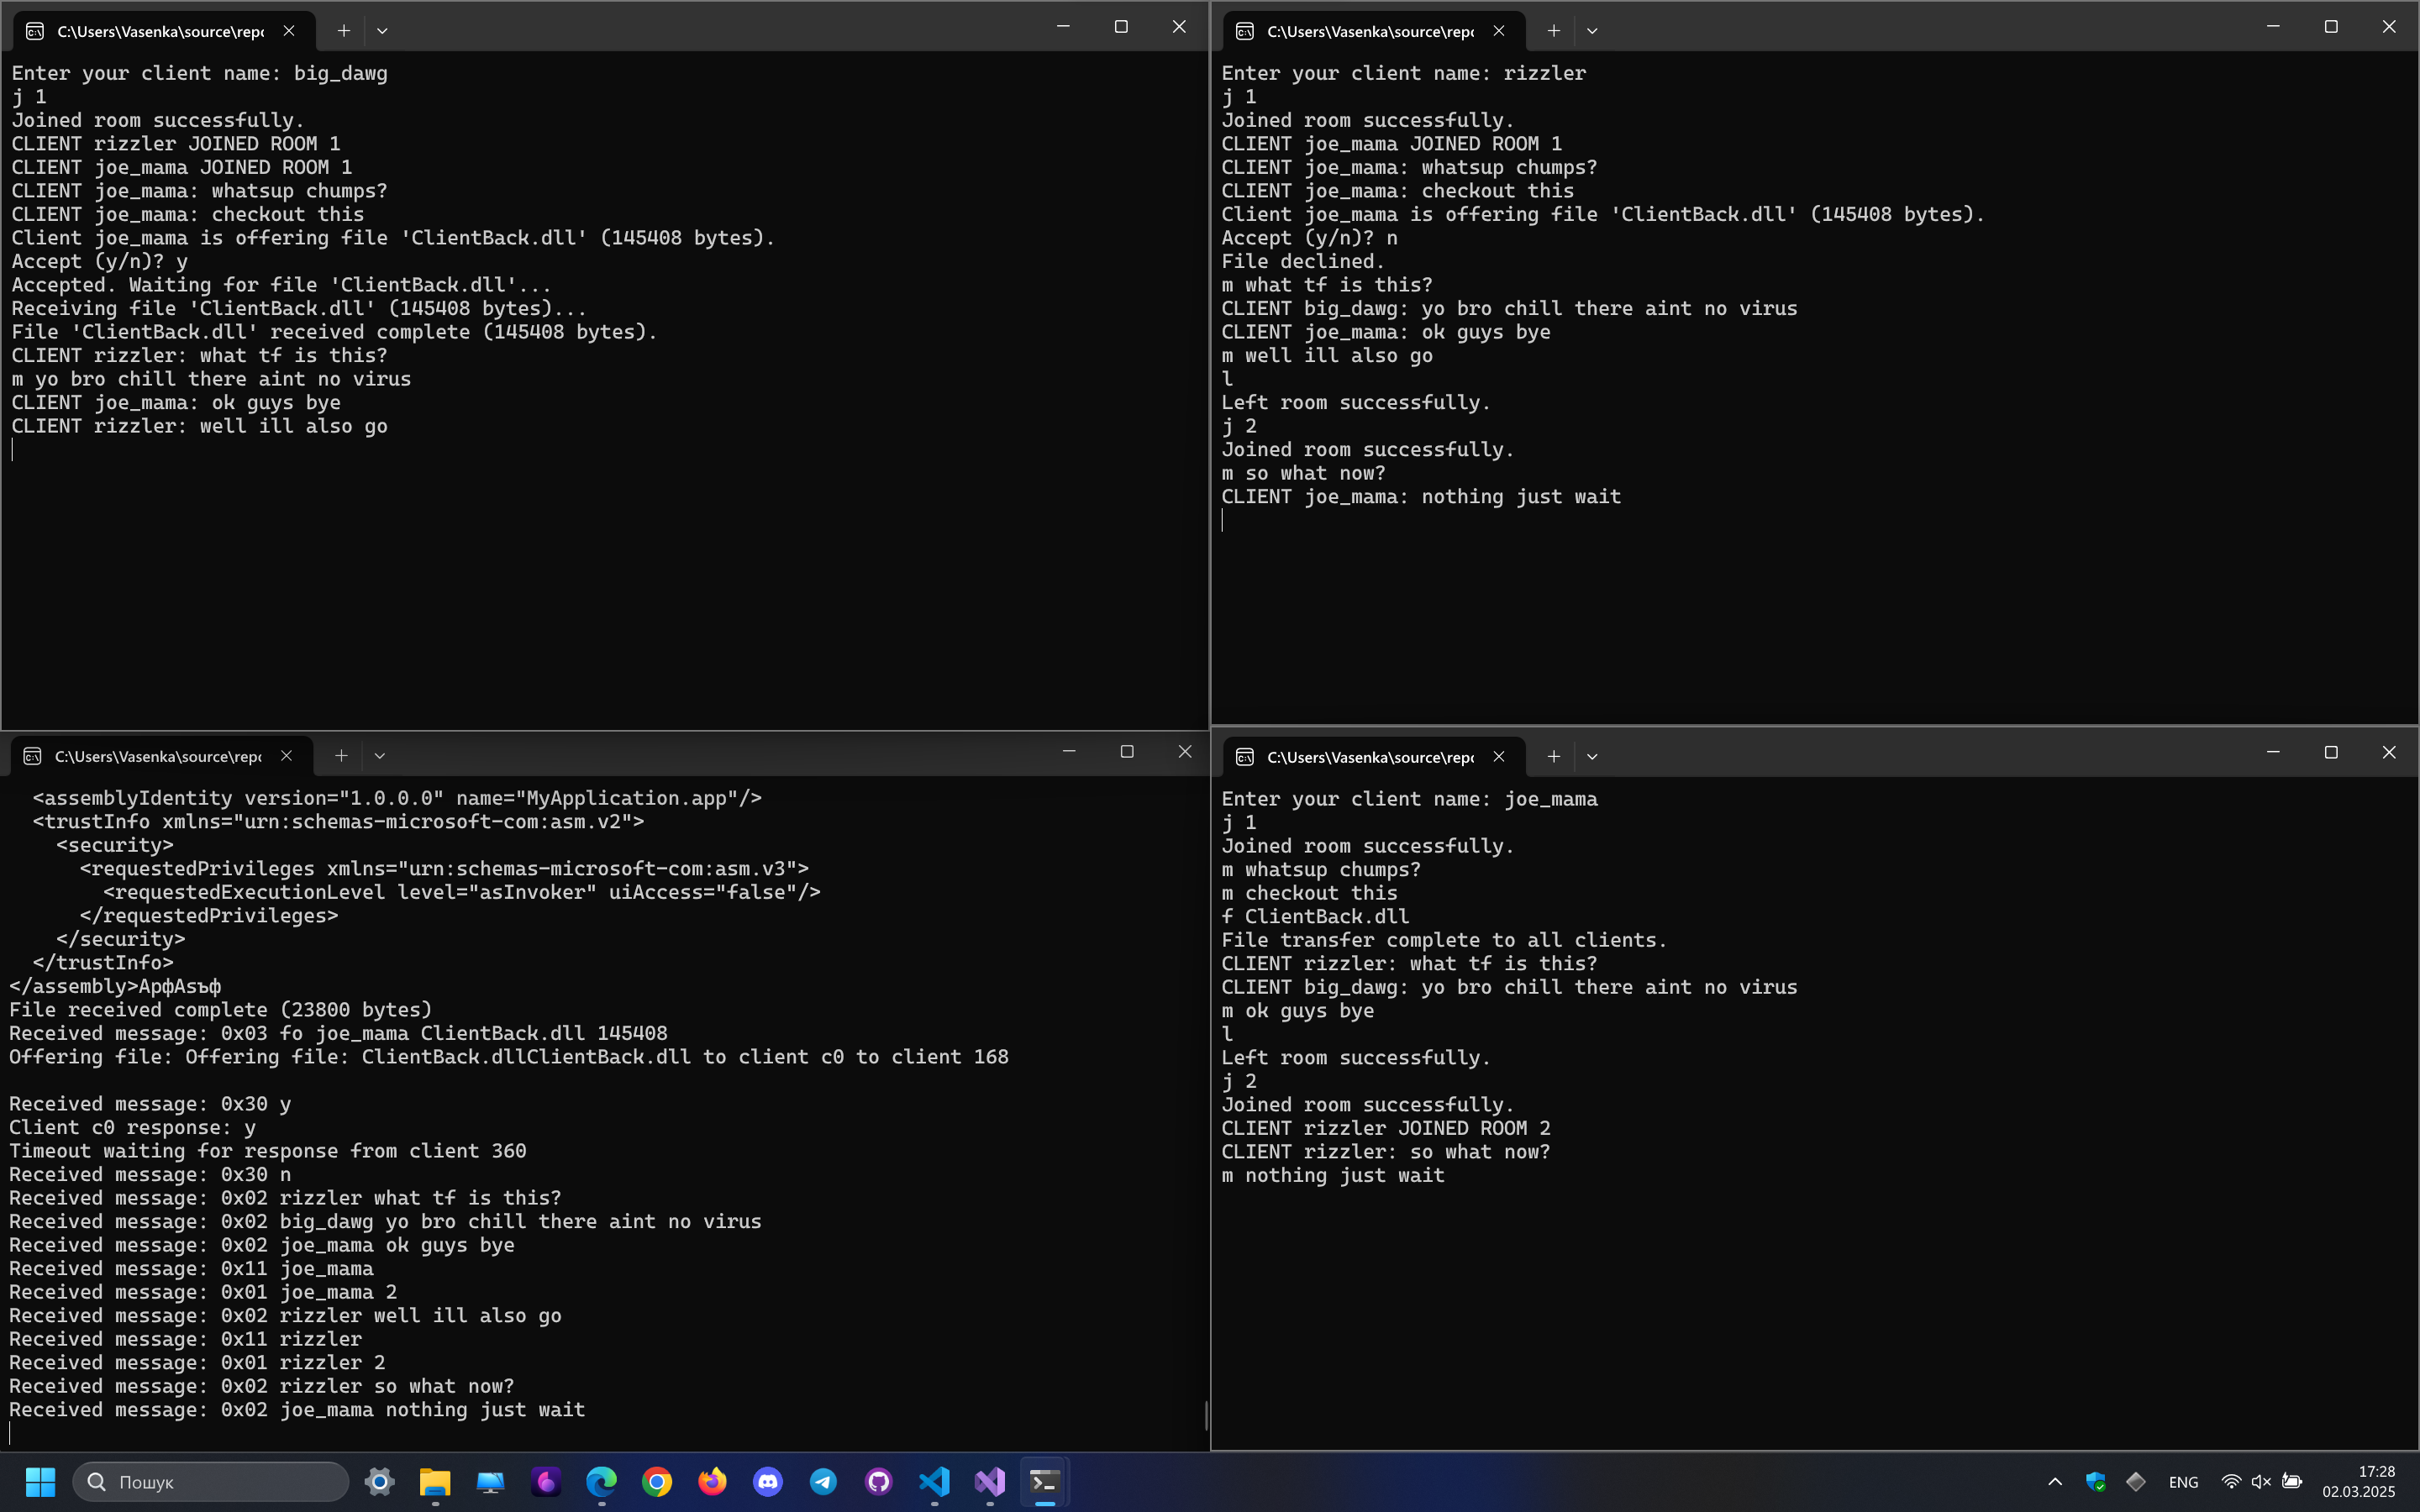 C:\Users\Vasenka\source\repo
Enter your client name: big_dawg
j 1
Joined room successfully.
CLIENT rizzler JOINED ROOM 1
CLIENT joe_mama JOINED ROOM 1
CLIENT joe_mama: whatsup chumps?
CLIENT joe_mama: checkout this
Client joe_mama is offering file 'ClientBack.dll' (145408 bytes).
Accept (y/n)? y
Accepted. Waiting for file 'ClientBack.dll'...
Receiving file 'ClientBack.dll' (145408 bytes)...
File 'ClientBack.dll' received complete (145408 bytes).
CLIENT rizzler: what tf is this?
m yo bro chill there aint no virus
CLIENT joe_mama: ok guys bye
CLIENT rizzler: well ill also go
C:\Users\Vasenka\source\repo
Enter your client name: rizzler
j 1
Joined room successfully.
CLIENT joe_mama JOINED ROOM 1
CLIENT joe_mama: whatsup chumps?
CLIENT joe_mama: checkout this
Client joe_mama is offering file 'ClientBack.dll' (145408 bytes).
Accept (y/n)? n
File declined.
m what tf is this?
CLIENT big_dawg: yo bro chill there aint no virus
CLIENT joe_mama: ok guys bye
m well ill also go
l
Left room successfully.
j 2
Joined room successfully.
m so what now?
CLIENT joe_mama: nothing just wait
C:\Users\Vasenka\source\repo
<assemblyIdentity version="1.0.0.0" name="MyApplication.app"/>
<trustInfo xmlns="urn:schemas-microsoft-com:asm.v2">
<security>
<requestedPrivileges xmlns="urn:schemas-microsoft-com:asm.v3">
<requestedExecutionLevel level="asInvoker" uiAccess="false"/>
</requestedPrivileges>
</security>
</trustInfo>
</assembly>АрфАѕъф
File received complete (23800 bytes)
Received message: 0x03 fo joe_mama ClientBack.dll 145408
Offering file: Offering file: ClientBack.dllClientBack.dll to client c0 to client 168
Received message: 0x30 y
Client c0 response: y
Timeout waiting for response from client 360
Received message: 0x30 n
Received message: 0x02 rizzler what tf is this?
Received message: 0x02 big_dawg yo bro chill there aint no virus
Received message: 0x02 joe_mama ok guys bye
Received message: 0x11 joe_mama
Received message: 0x01 joe_mama 2
Received message: 0x02 rizzler well ill also go
Received message: 0x11 rizzler
Received message: 0x01 rizzler 2
Received message: 0x02 rizzler so what now?
Received message: 0x02 joe_mama nothing just wait
C:\Users\Vasenka\source\repo
Enter your client name: joe_mama
j 1
Joined room successfully.
m whatsup chumps?
m checkout this
f ClientBack.dll
File transfer complete to all clients.
CLIENT rizzler: what tf is this?
CLIENT big_dawg: yo bro chill there aint no virus
m ok guys bye
l
Left room successfully.
j 2
Joined room successfully.
CLIENT rizzler JOINED ROOM 2
CLIENT rizzler: so what now?
m nothing just wait
Пошук
ENG
17:28
02.03.2025